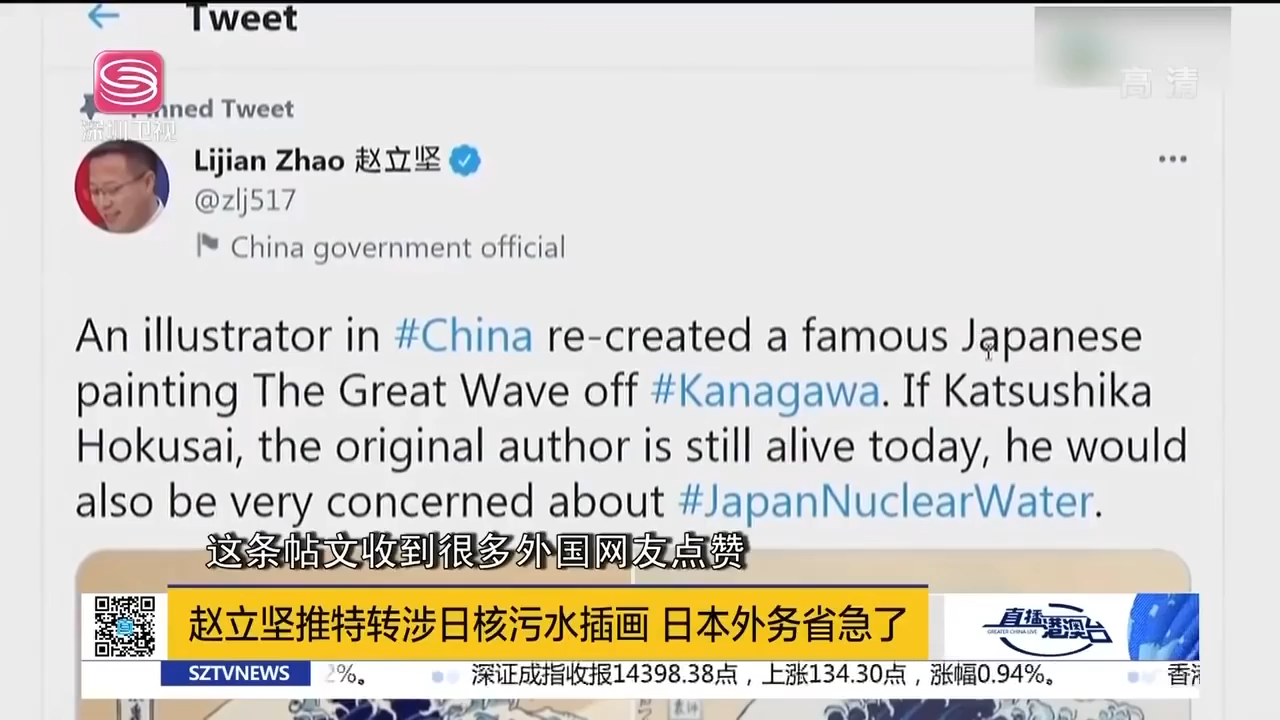 Tweet
高清
深圳卫视
nned Tweet
Lijian Zhao 赵立坚
@zlj517
China government official
An illustrator in #China re-created a famous Japanese
painting The Great Wave off #Kanagawa. If Katsushika
Hokusai, the original author is still alive today, he would
also be very concerned about #JapanNuclearWater.
这条帖文收到很多外国网友点赞
赵立坚推特转涉日核污水插画 日本外务省急了
直播港澳台
GREATER CHINA LIVE
SZTVNEWS
2%。 深证成指收报14398.38点，上涨134.30点，涨幅0.94%。 香港